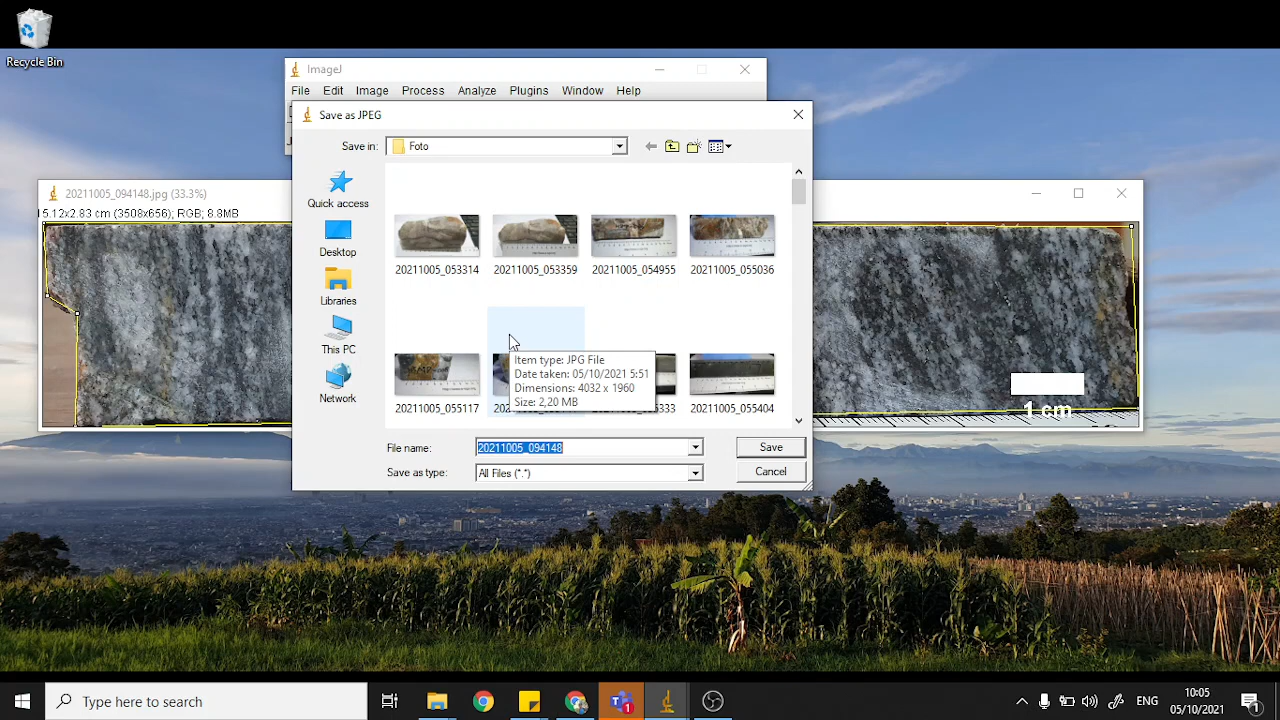 Recycle Bin
ImageJ
File Edit Image Process Analyze Plugins Window Help
Save as JPEG
Save in: Foto
Quick access
Desktop
Libraries
This PC
Network
20211005_053314 20211005_053359 20211005_054955 20211005_055036
20211005_055117 20211005_055404
Item type: JPG File
Date taken: 05/10/2021 5:51
Dimensions: 4032 x 1960
Size: 2,20 MB
File name: 20211005_094148 Save
Save as type: All Files (*.*) Cancel
20211005_094148.jpg (33.3%)
15.12x2.83 cm (3508x656); RGB; 8.8MB
1 cm
Type here to search
1
ENG
10:05
05/10/2021
1